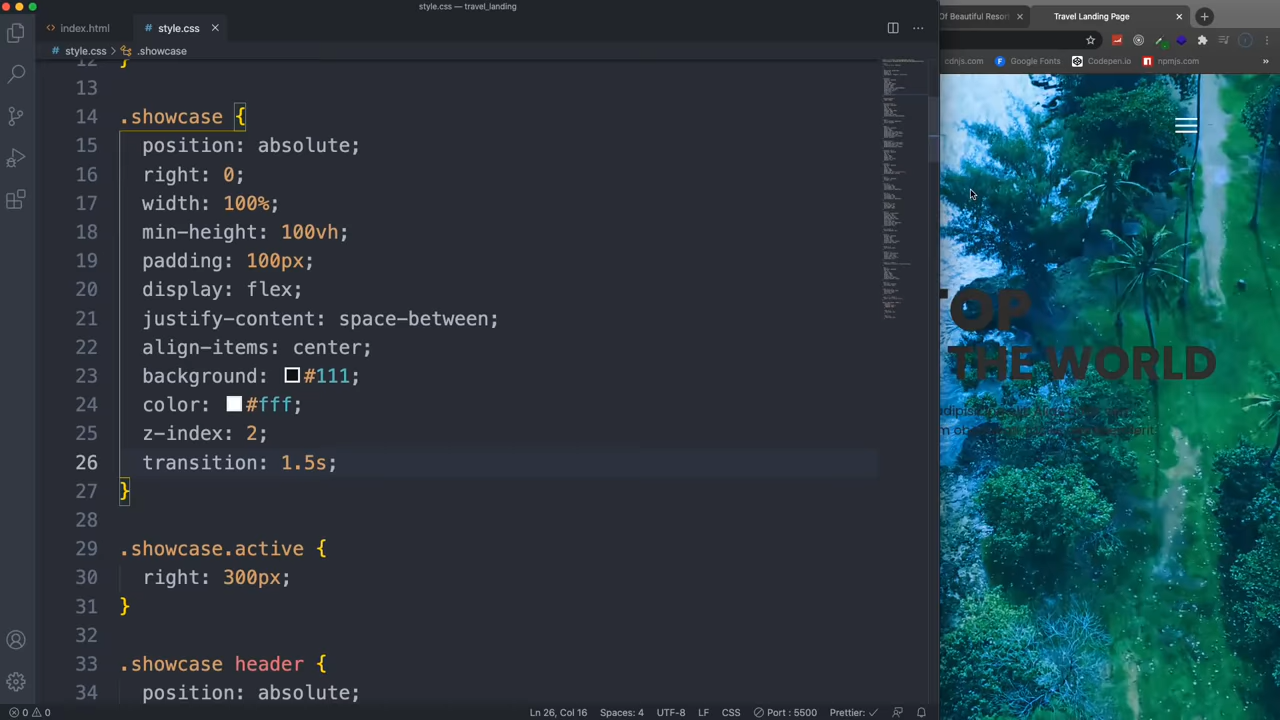 style.css — travel_landing
index.html
style.css
style.css
.showcase
12 }
13
14 .showcase {
15 position: absolute;
16 right: 0;
17 width: 100%;
18 min-height: 100vh;
19 padding: 100px;
20 display: flex;
21 justify-content: space-between;
22 align-items: center;
23 background: #111;
24 color: #fff;
25 z-index: 2;
26 transition: 1.5s;
27 }
28
29 .showcase.active {
30 right: 300px;
31 }
32
33 .showcase header {
34 position: absolute;
0 0
Ln 26, Col 16
Spaces: 4
UTF-8
LF
CSS
Port : 5500
Prettier:
Of Beautiful Resor
Travel Landing Page
cdnjs.com
Google Fonts
Codepen.io
npmjs.com
TOP
THE WORLD